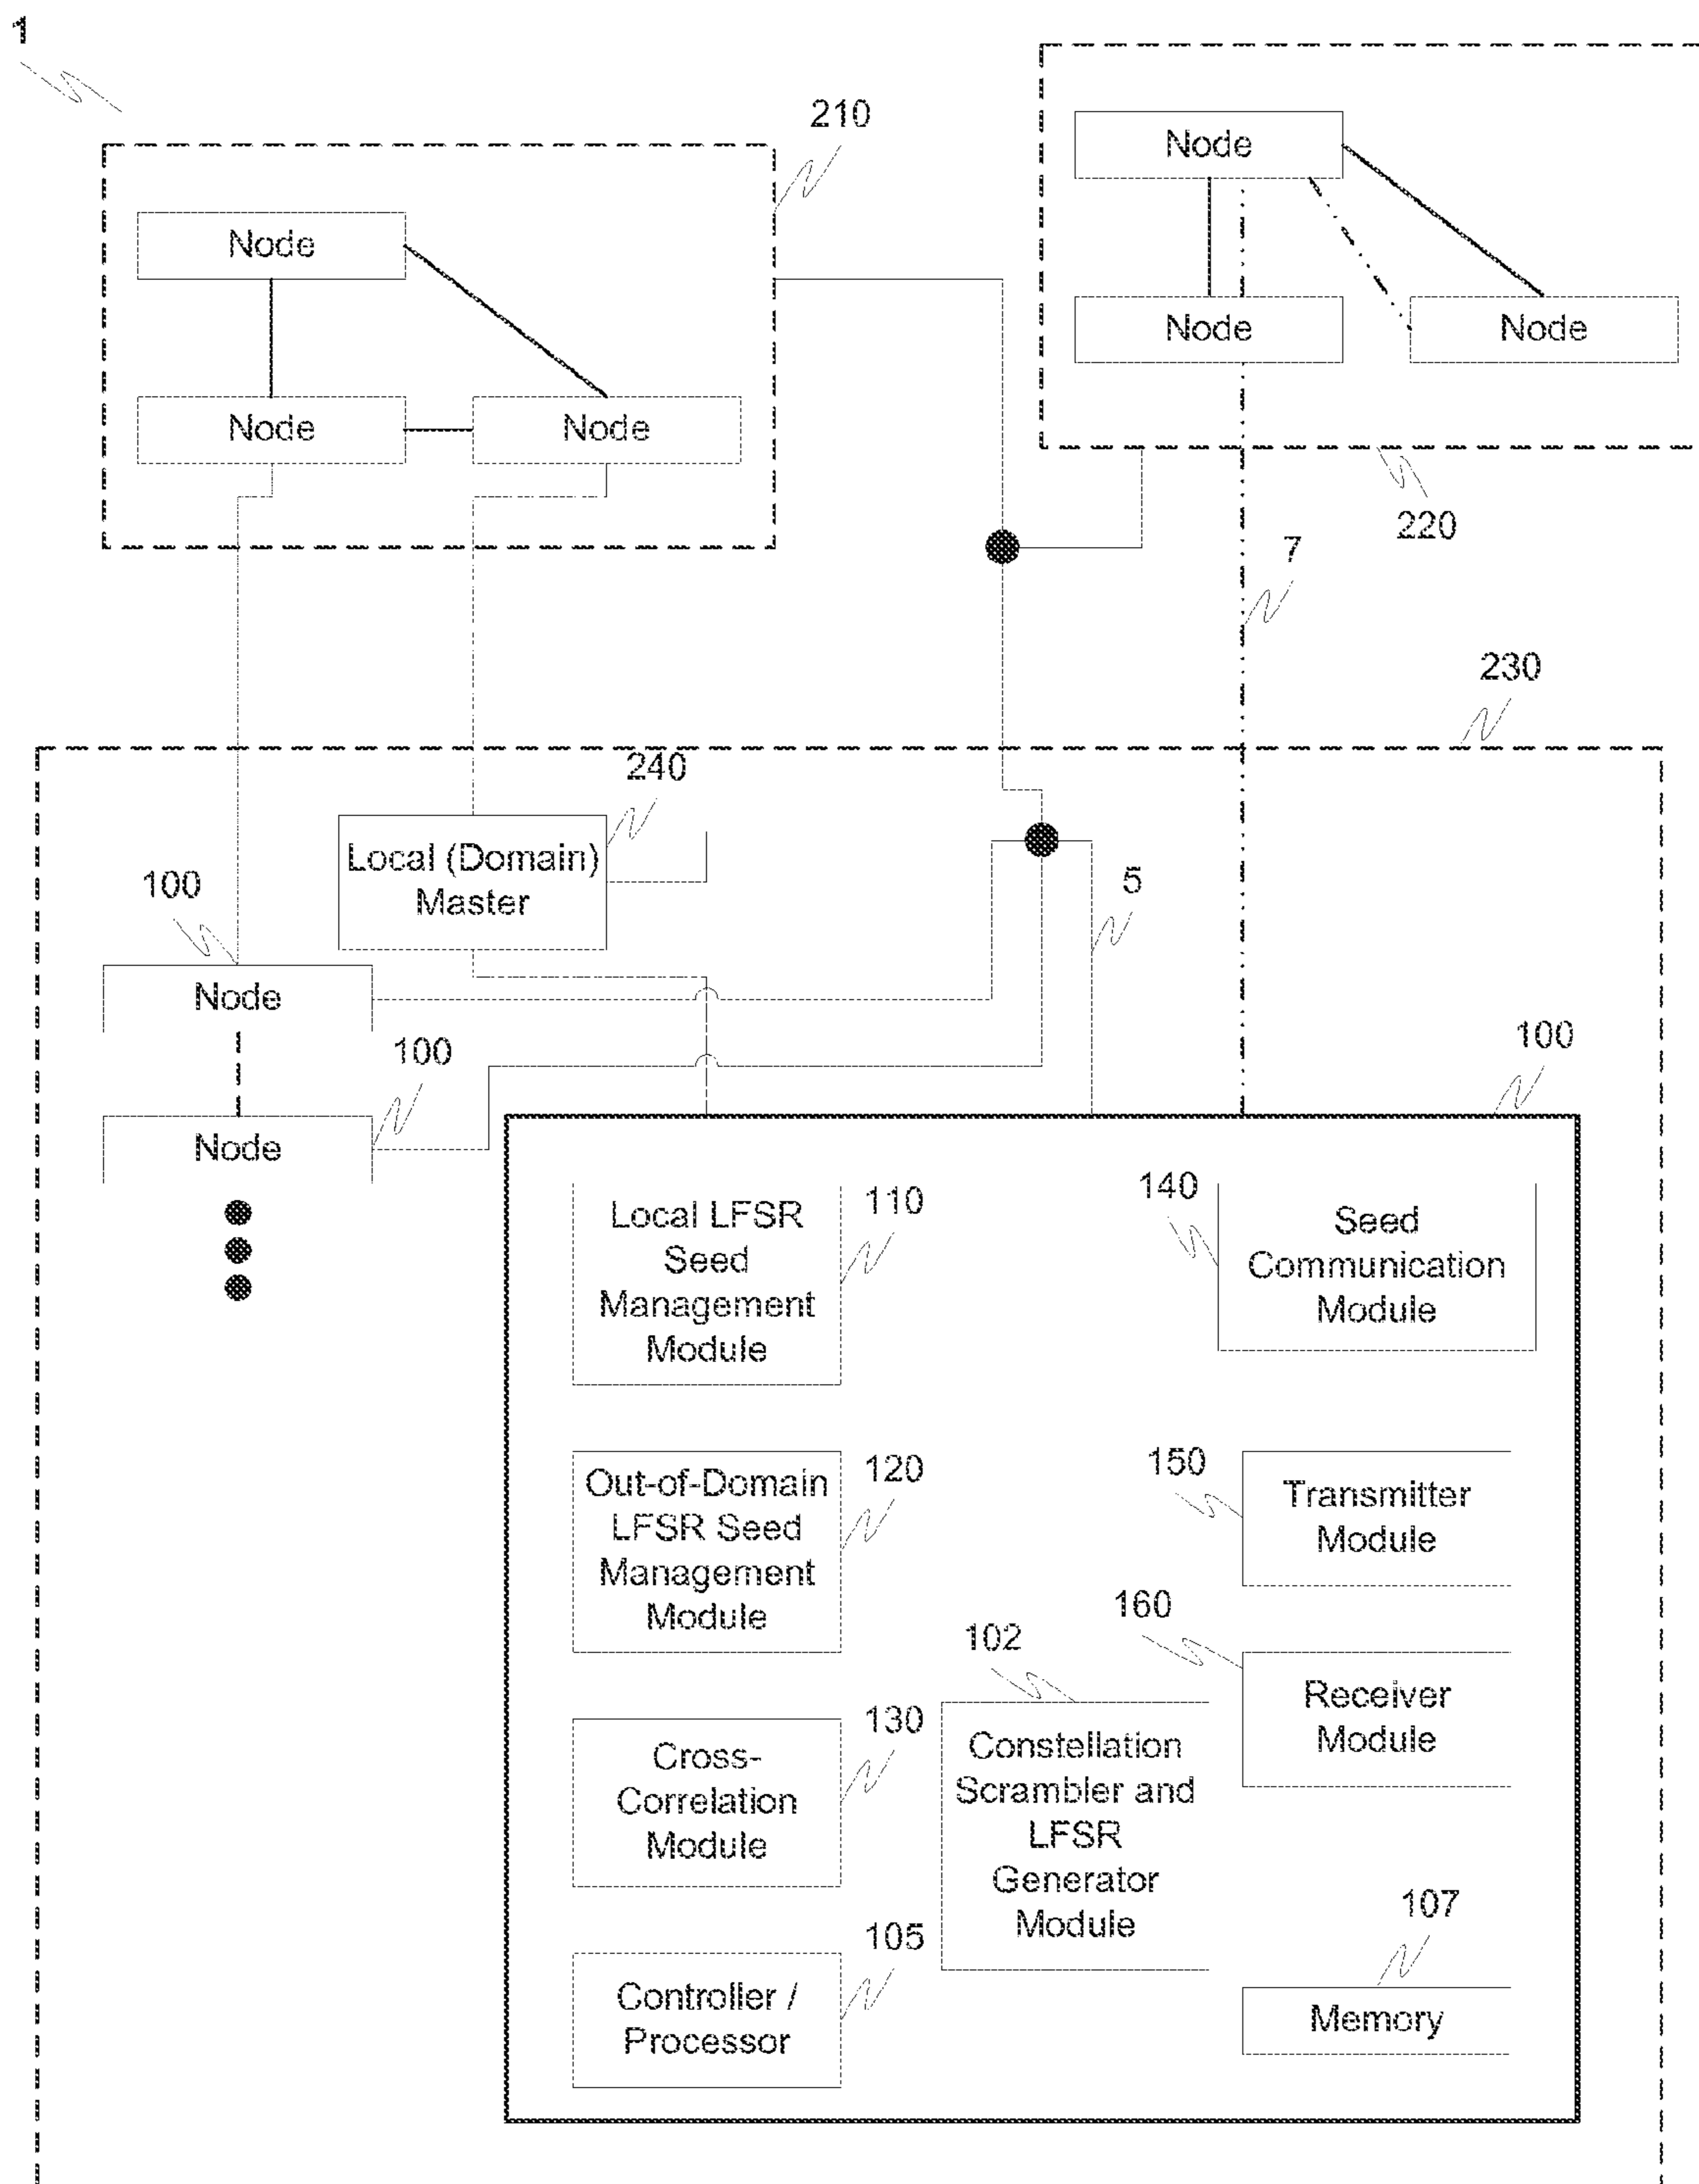 1
210
Node
Node
Node
Node
Node
Node
220
7
230
240
Local (Domain)
Master
5
100
Node
100
Node
100
Local LFSR
Seed
Management
Module
110
140
Seed
Communication
Module
Out-of-Domain
LFSR Seed
Management
Module
120
150
Transmitter
Module
160
Receiver
Module
102
Constellation
Scrambler and
LFSR
Generator
Module
Cross-
Correlation
Module
130
Controller /
Processor
105
107
Memory